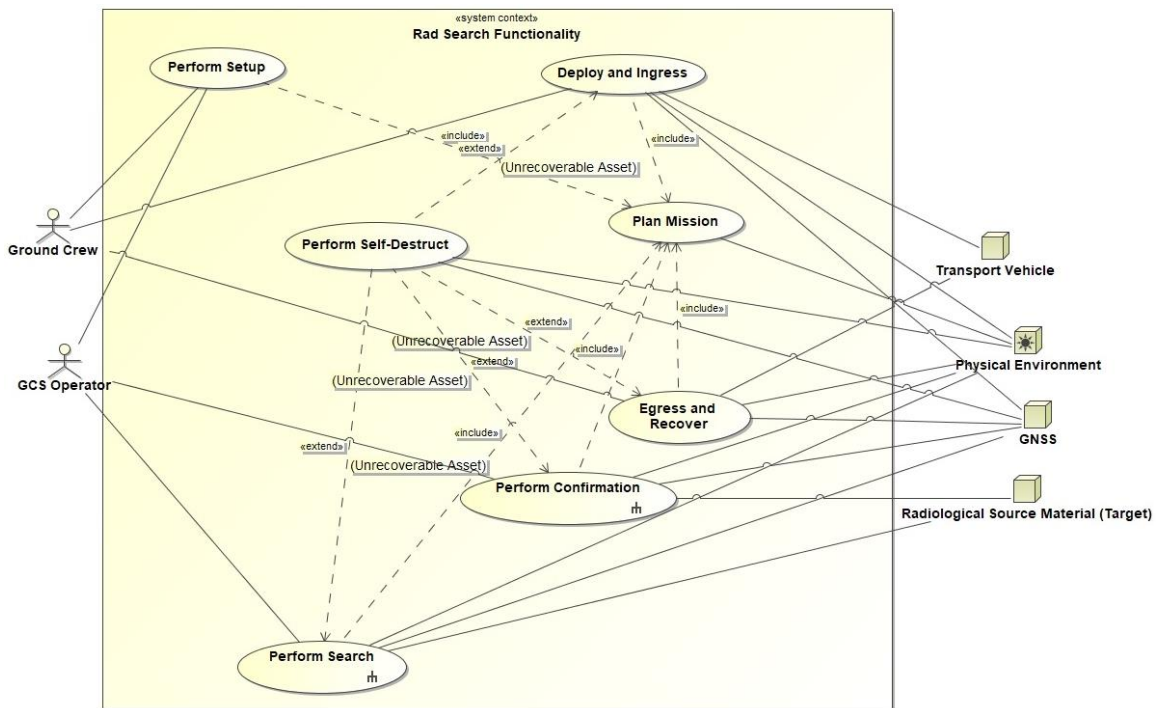 «system context»
Rad Search Functionality
Perform Setup
Deploy and Ingress
«include»
«extend»
«include»
(Unrecoverable Asset)
Plan Mission
Ground Crew
Perform Self-Destruct
Transport Vehicle
«extend»
«include»
(Unrecoverable Asset)
«include»
«extend»
Physical Environment
(Unrecoverable Asset)
GCS Operator
Egress and
Recover
GNSS
«include»
«extend»
(Unrecoverable Asset)
Perform Confirmation
Radiological Source Material (Target)
Perform Search